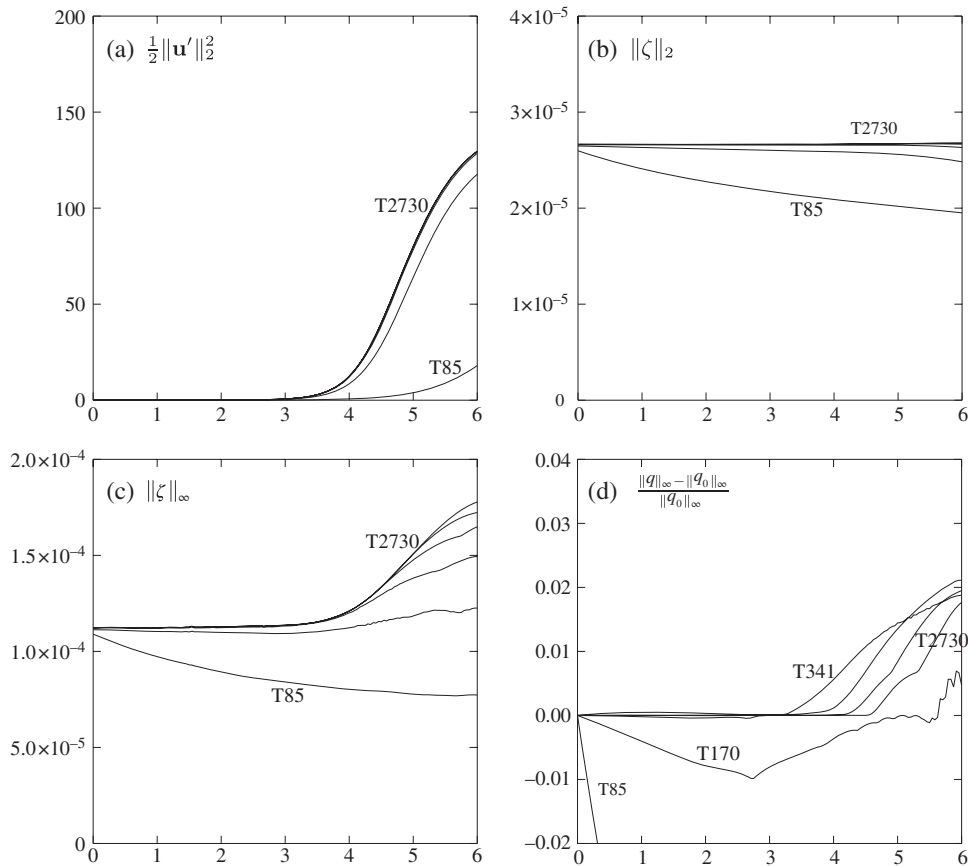 (a) ½‖u′‖₂²
200
150
100
50
0
T2730
T85
0 1 2 3 4 5 6
(b) ‖ζ‖₂
4×10⁻⁵
3×10⁻⁵
2×10⁻⁵
1×10⁻⁵
0
T2730
T85
0 1 2 3 4 5 6
(c) ‖ζ‖∞
2.0×10⁻⁴
1.5×10⁻⁴
1.0×10⁻⁴
5.0×10⁻⁵
0
T2730
T85
0 1 2 3 4 5 6
(d) (‖q‖∞ − ‖q₀‖∞) / ‖q₀‖∞
0.04
0.03
0.02
0.01
0.00
−0.01
−0.02
T341
T2730
T170
T85
0 1 2 3 4 5 6